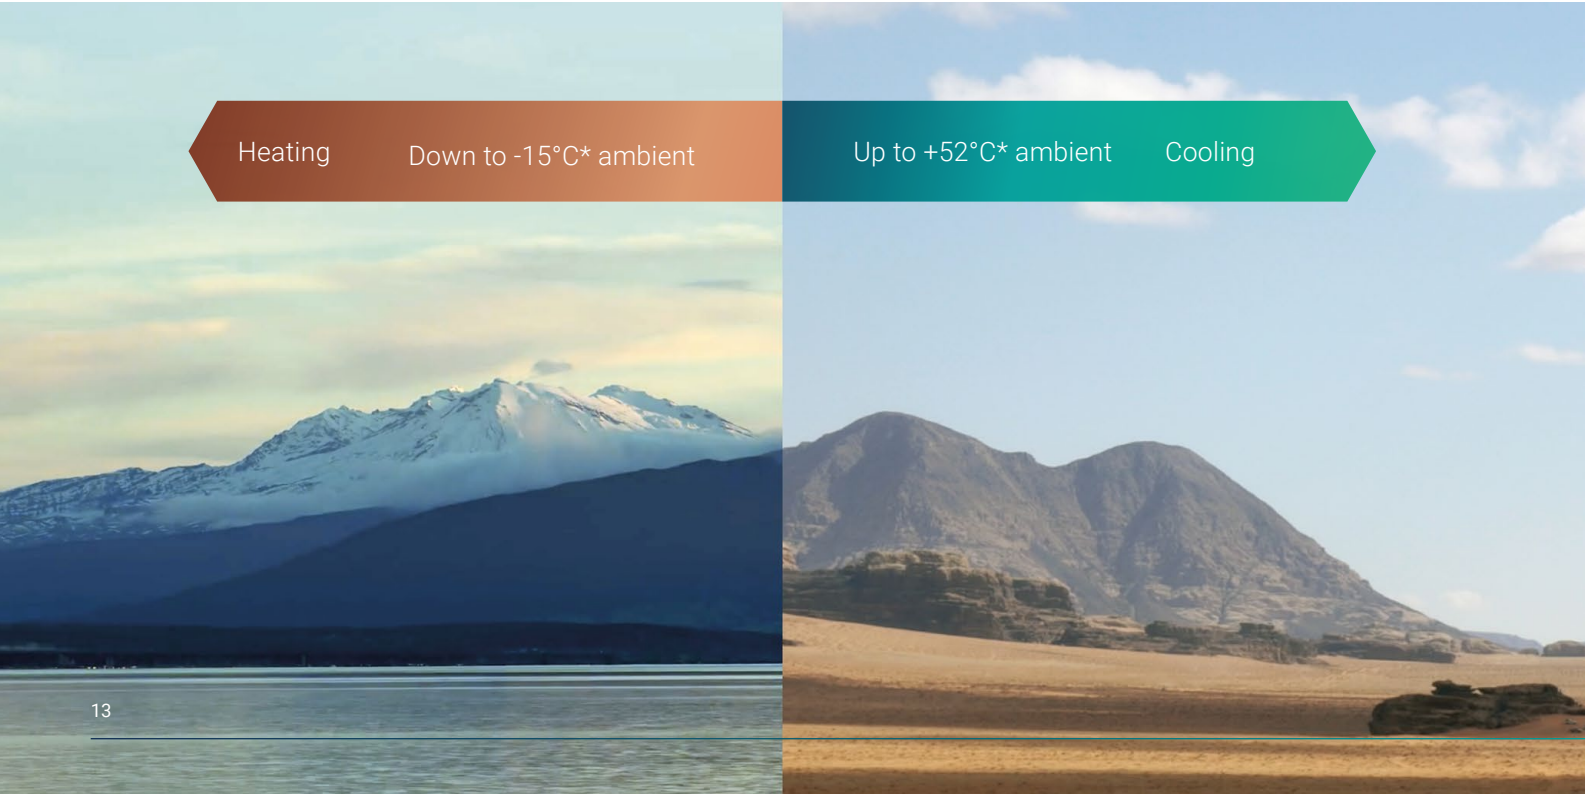 Heating
Down to -15°C* ambient
Up to +52°C* ambient
Cooling
13